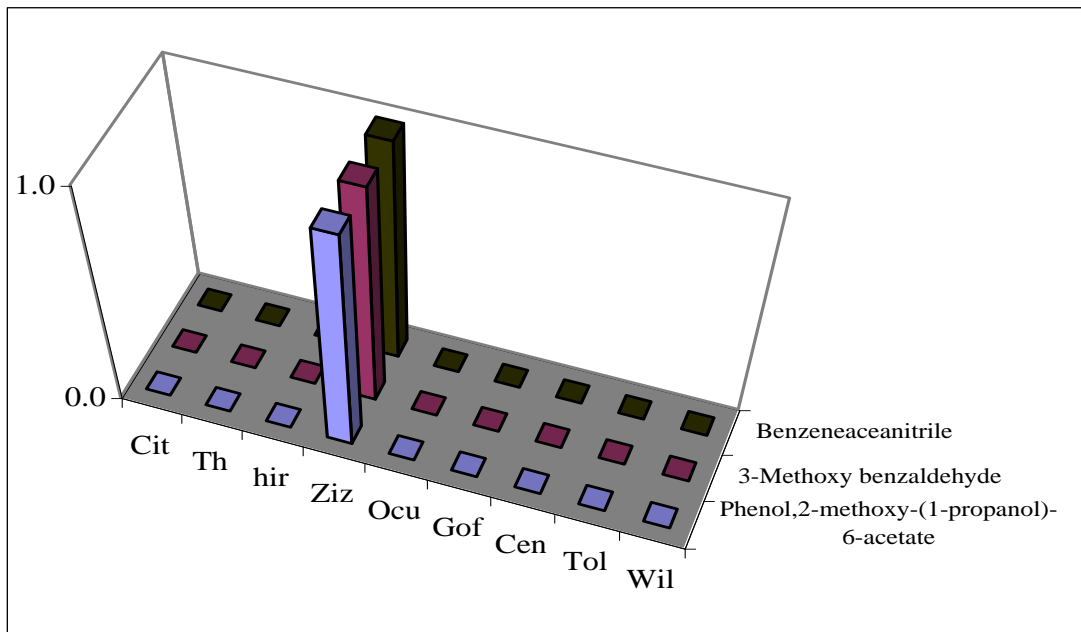 1.0
0.0
Cit
Th
hir
Ziz
Ocu
Gof
Cen
Tol
Wil
Benzeneaceanitrile
3-Methoxy benzaldehyde
Phenol,2-methoxy-(1-propanol)-
6-acetate